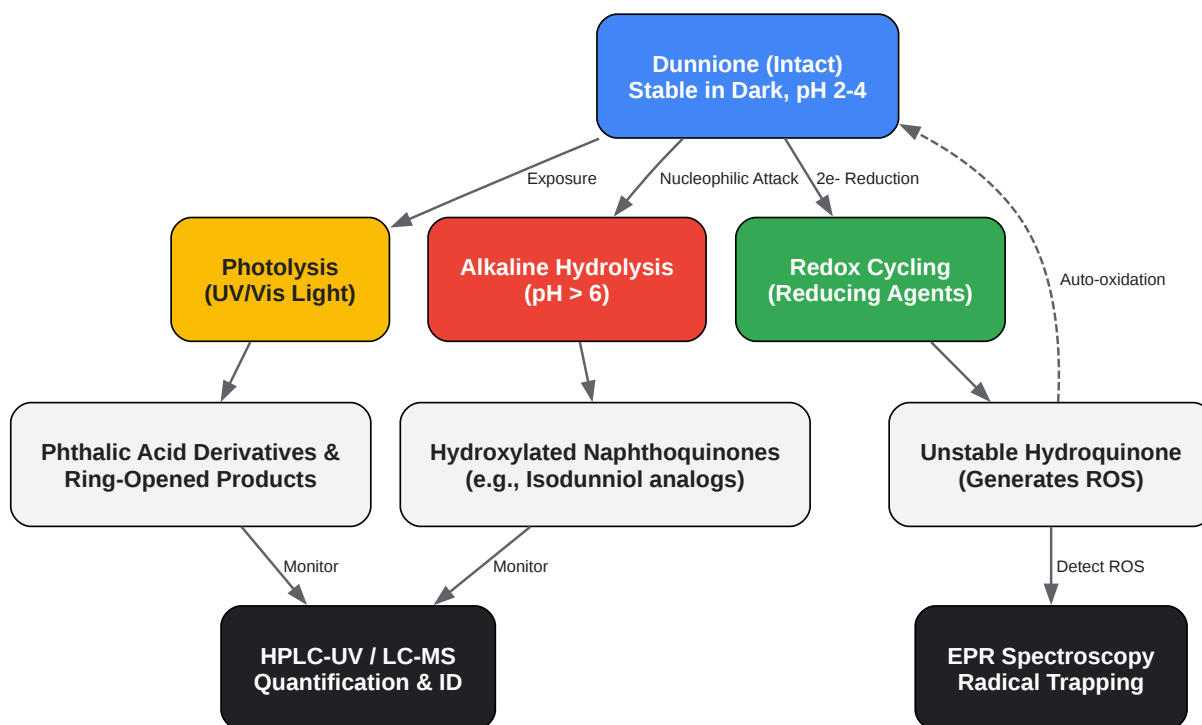 Dunnione (Intact)
Stable in Dark, pH 2-4
Exposure
Nucleophilic Attack
2e- Reduction
Photolysis
(UV/Vis Light)
Alkaline Hydrolysis
(pH > 6)
Redox Cycling
(Reducing Agents)
Auto-oxidation
Phthalic Acid Derivatives &
Ring-Opened Products
Hydroxylated Naphthoquinones
(e.g., Isodunniol analogs)
Unstable Hydroquinone
(Generates ROS)
Monitor
Monitor
Detect ROS
HPLC-UV / LC-MS
Quantification & ID
EPR Spectroscopy
Radical Trapping